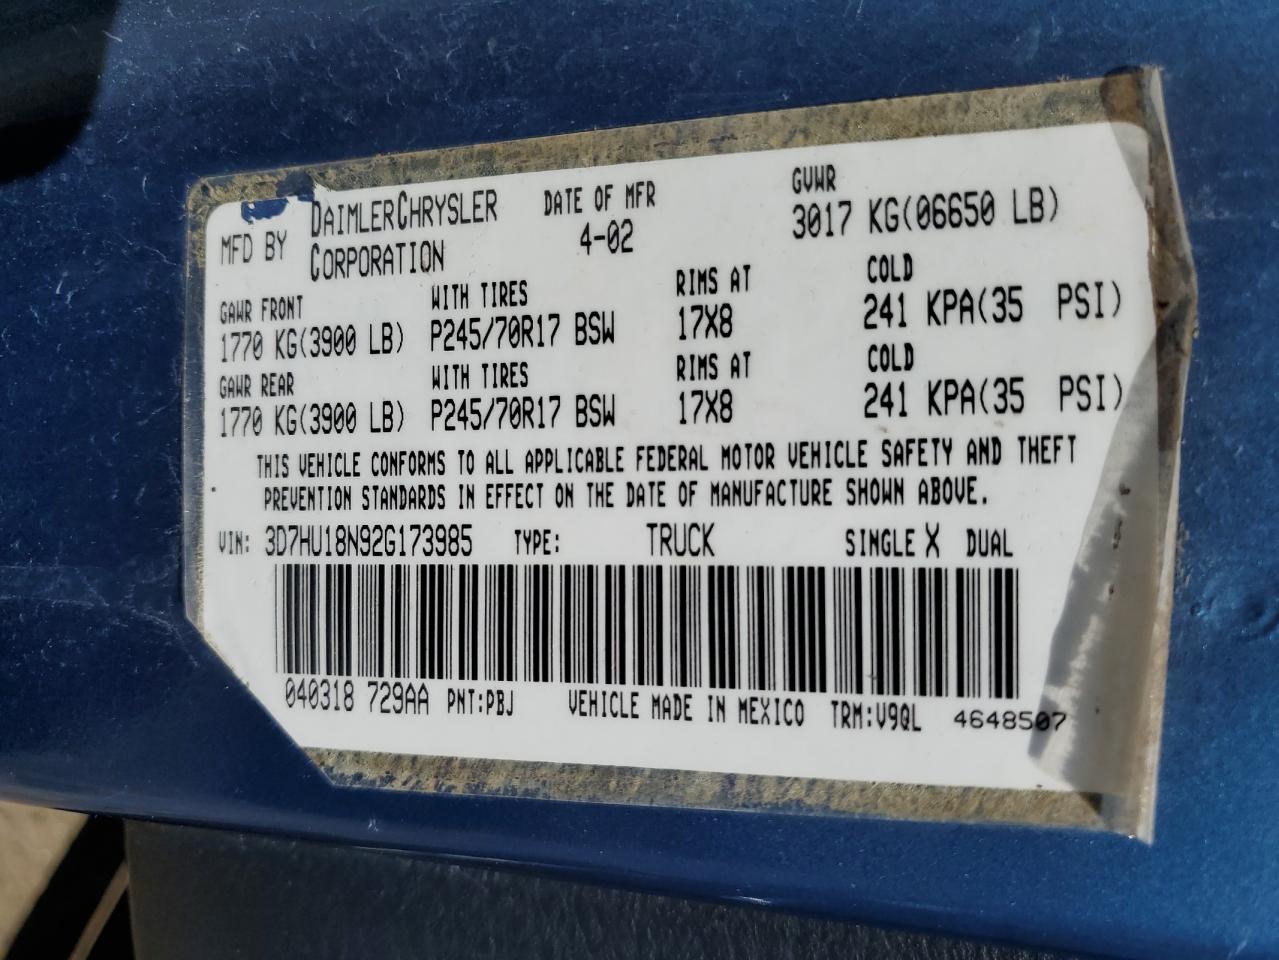 MFD BY DAIMLERCHRYSLER CORPORATION
DATE OF MFR
4-02
GVWR
3017 KG(06650 LB)
GAWR FRONT WITH TIRES RIMS AT COLD
1770 KG(3900 LB) P245/70R17 BSW 17X8 241 KPA(35 PSI)
GAWR REAR WITH TIRES RIMS AT COLD
1770 KG(3900 LB) P245/70R17 BSW 17X8 241 KPA(35 PSI)
THIS VEHICLE CONFORMS TO ALL APPLICABLE FEDERAL MOTOR VEHICLE SAFETY AND THEFT
PREVENTION STANDARDS IN EFFECT ON THE DATE OF MANUFACTURE SHOWN ABOVE.
VIN: 3D7HU18N92G173985 TYPE: TRUCK SINGLE X DUAL
040318 729AA PNT:PBJ VEHICLE MADE IN MEXICO TRM:V9QL 4648507